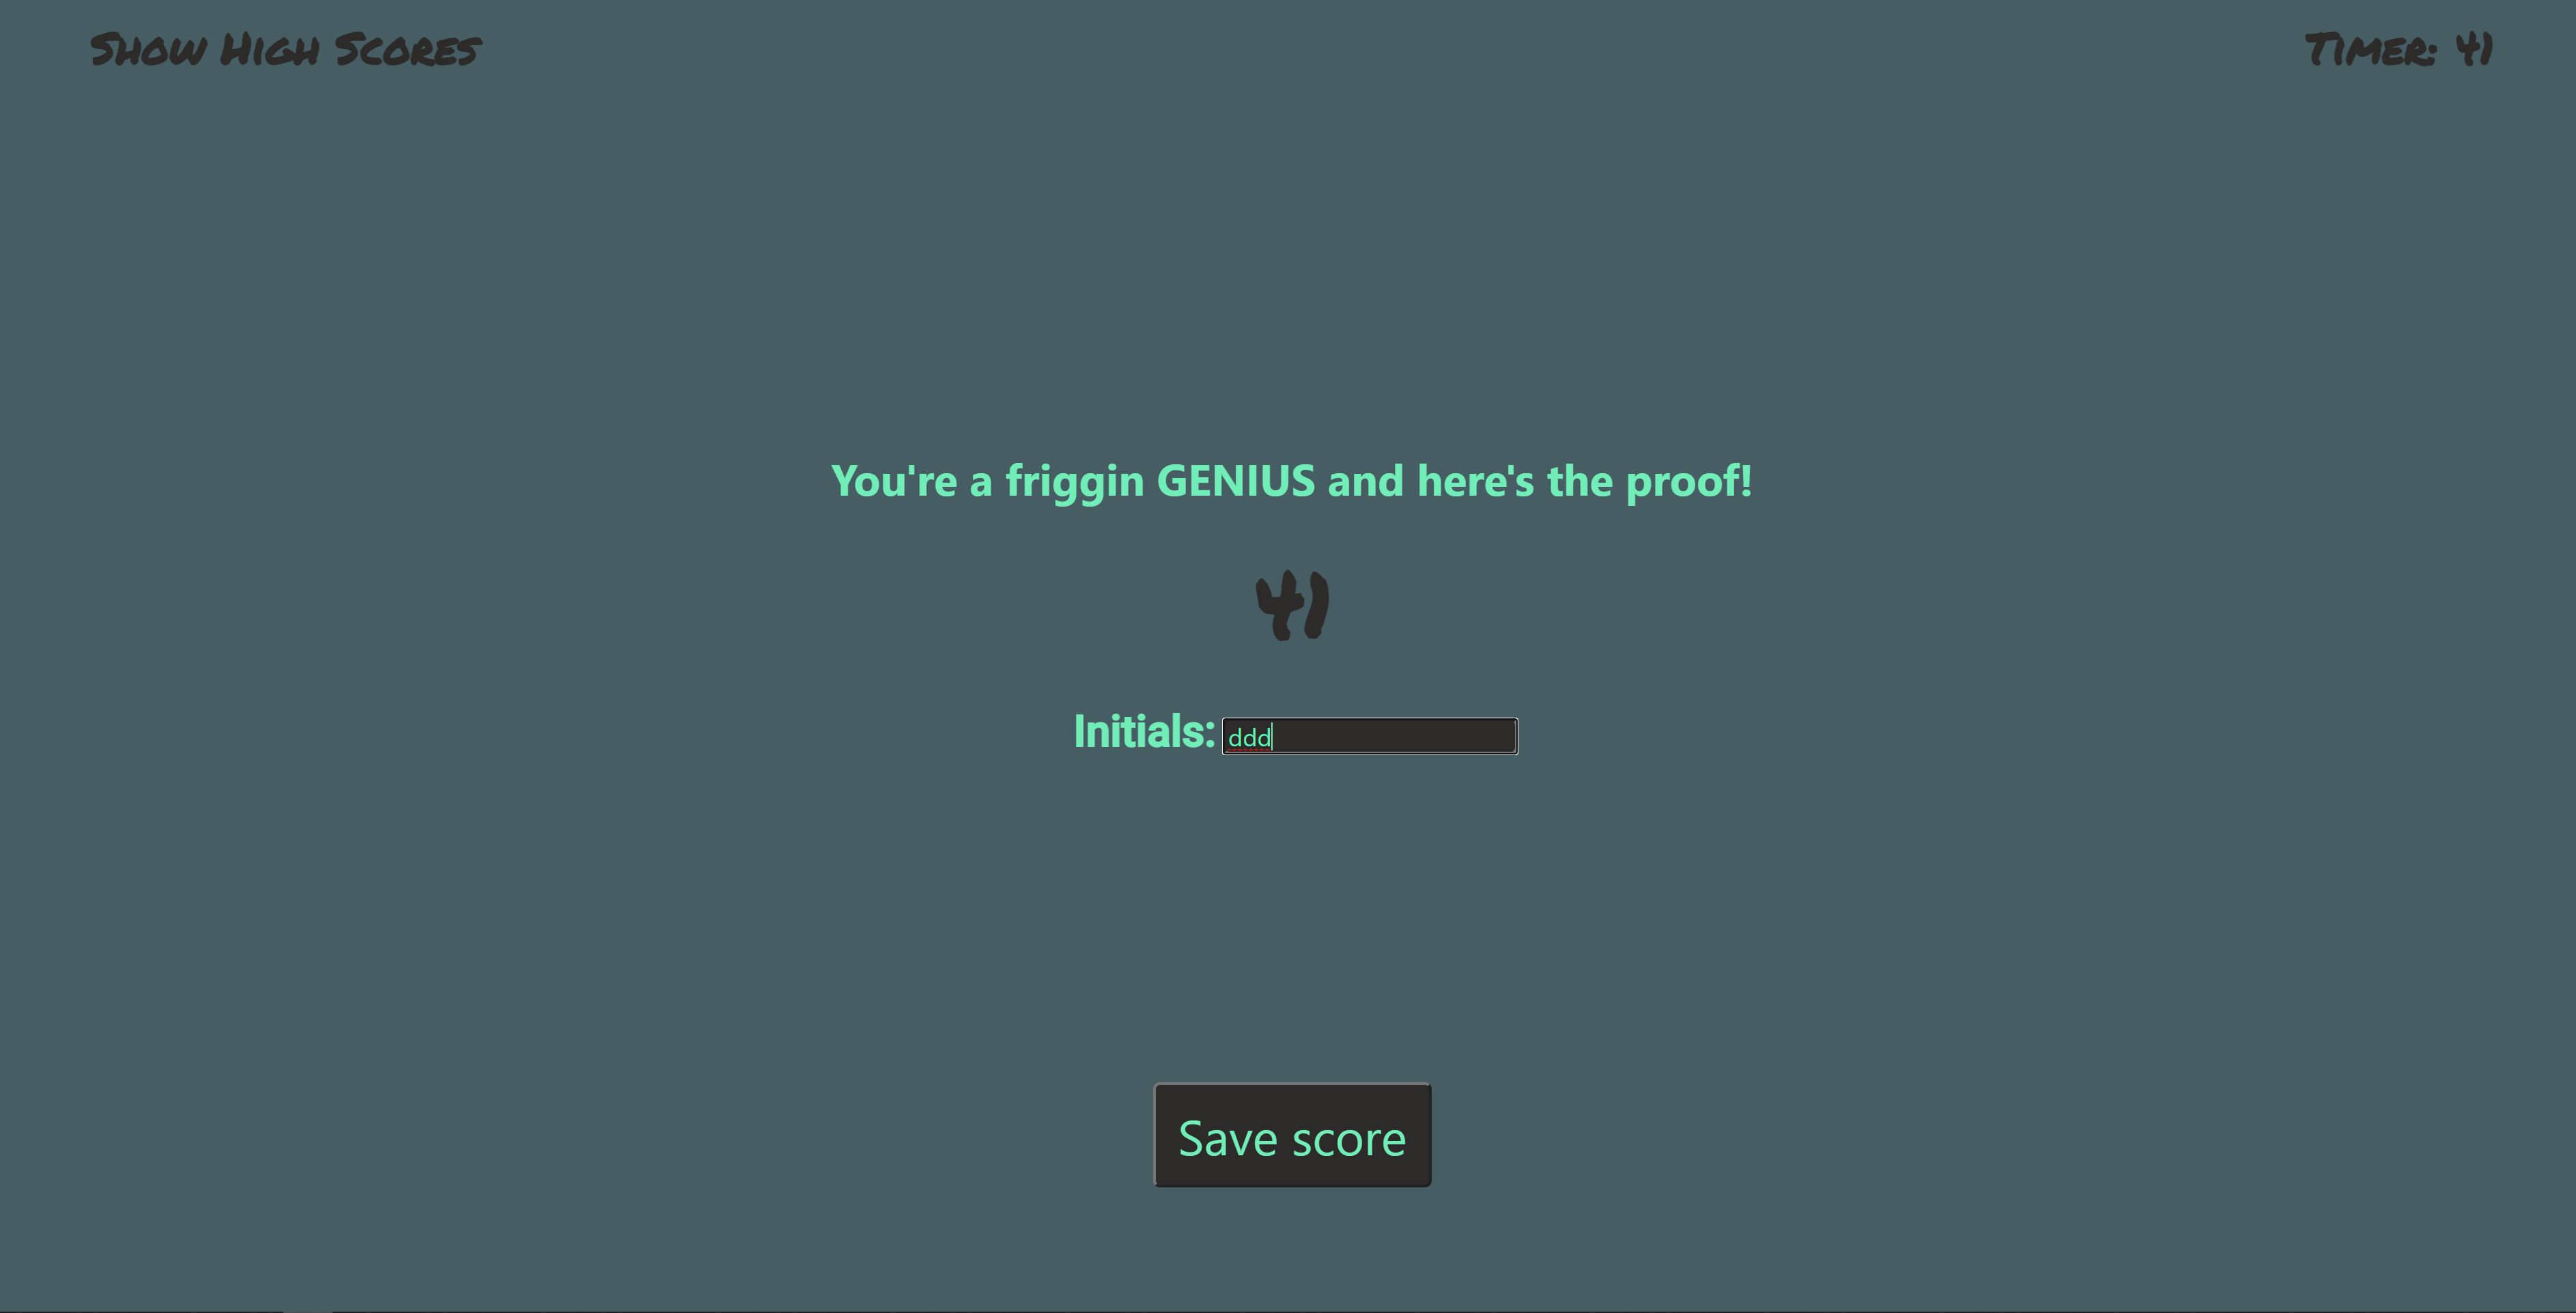 Show High Scores
Timer: 41
You're a friggin GENIUS and here's the proof!
41
Initials: ddd
Save score